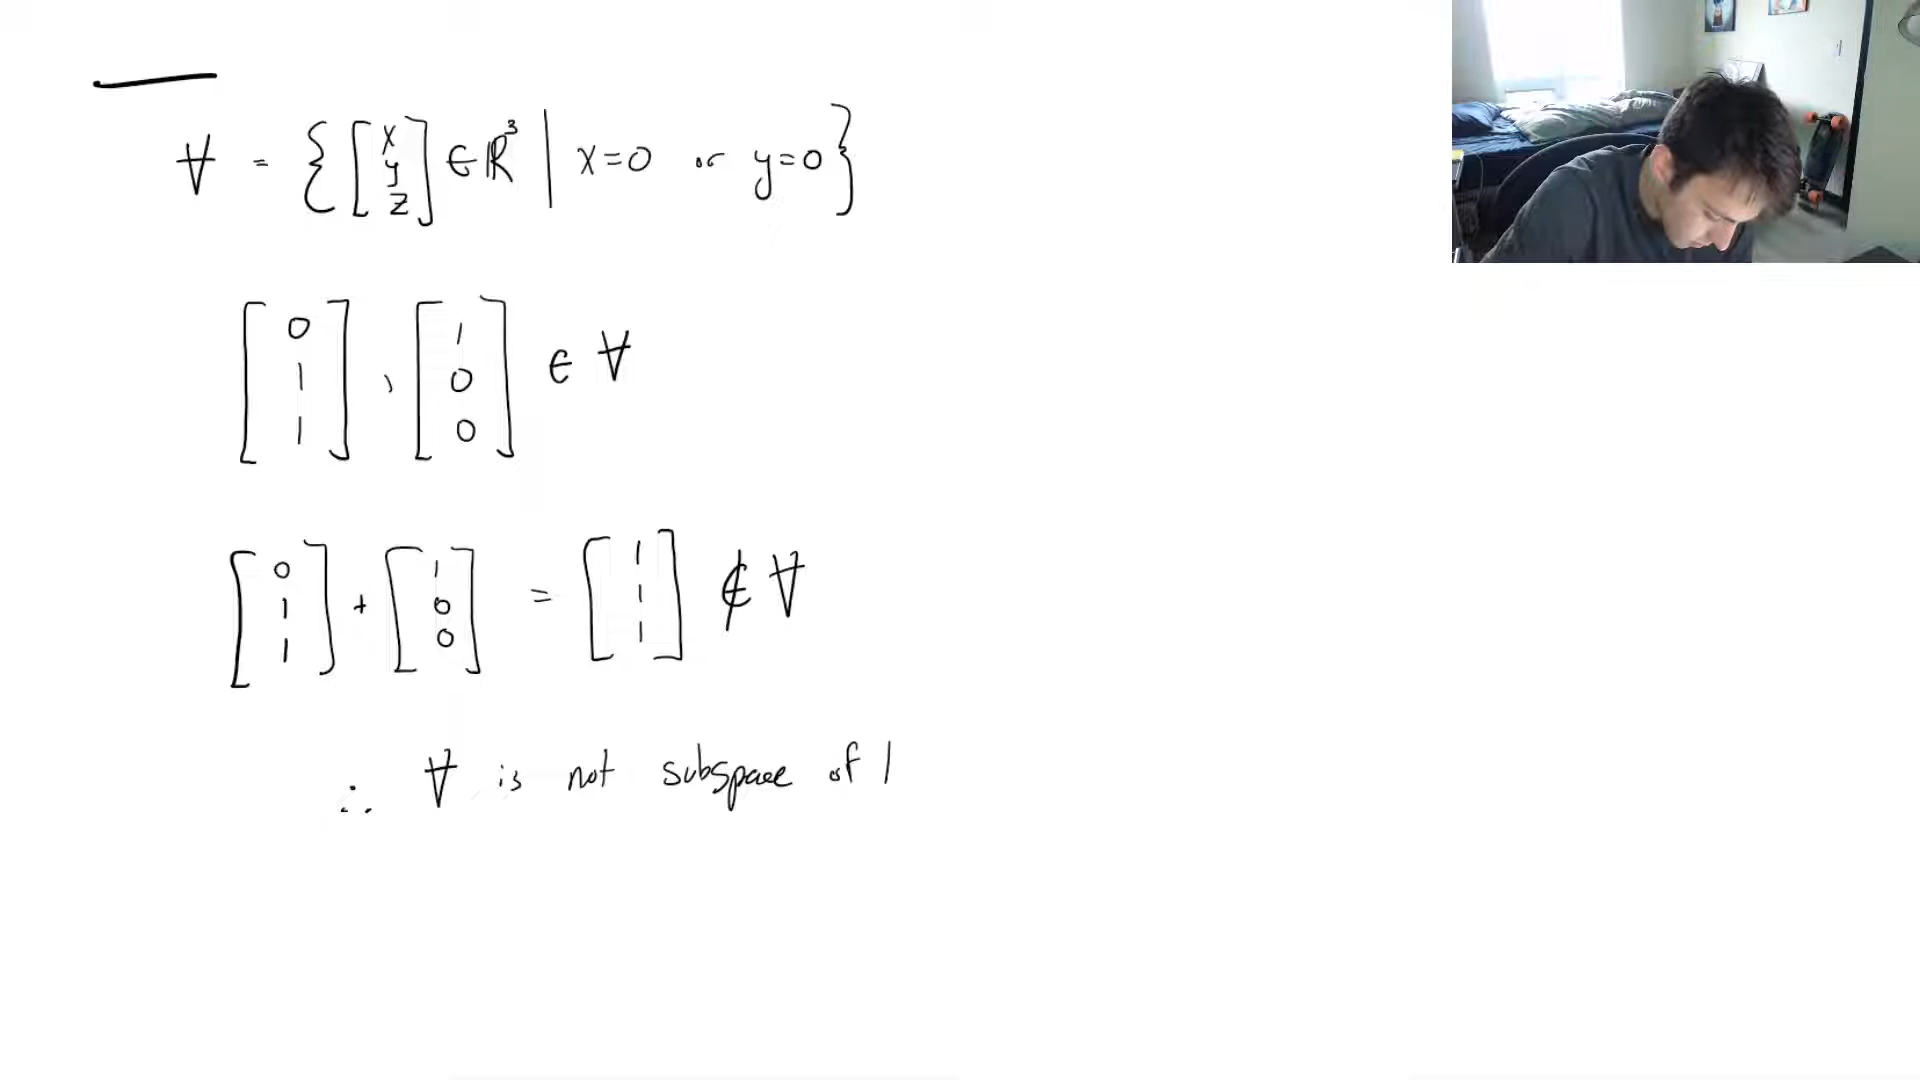 ∀ = { [x y z] ∈ ℝ³ | x=0 or y=0 }
[0 1 1] , [1 0 0] ∈ ∀
[0 1 1] + [1 0 0] = [1 1 1] ∉ ∀
∴ ∀ is not subspace of |